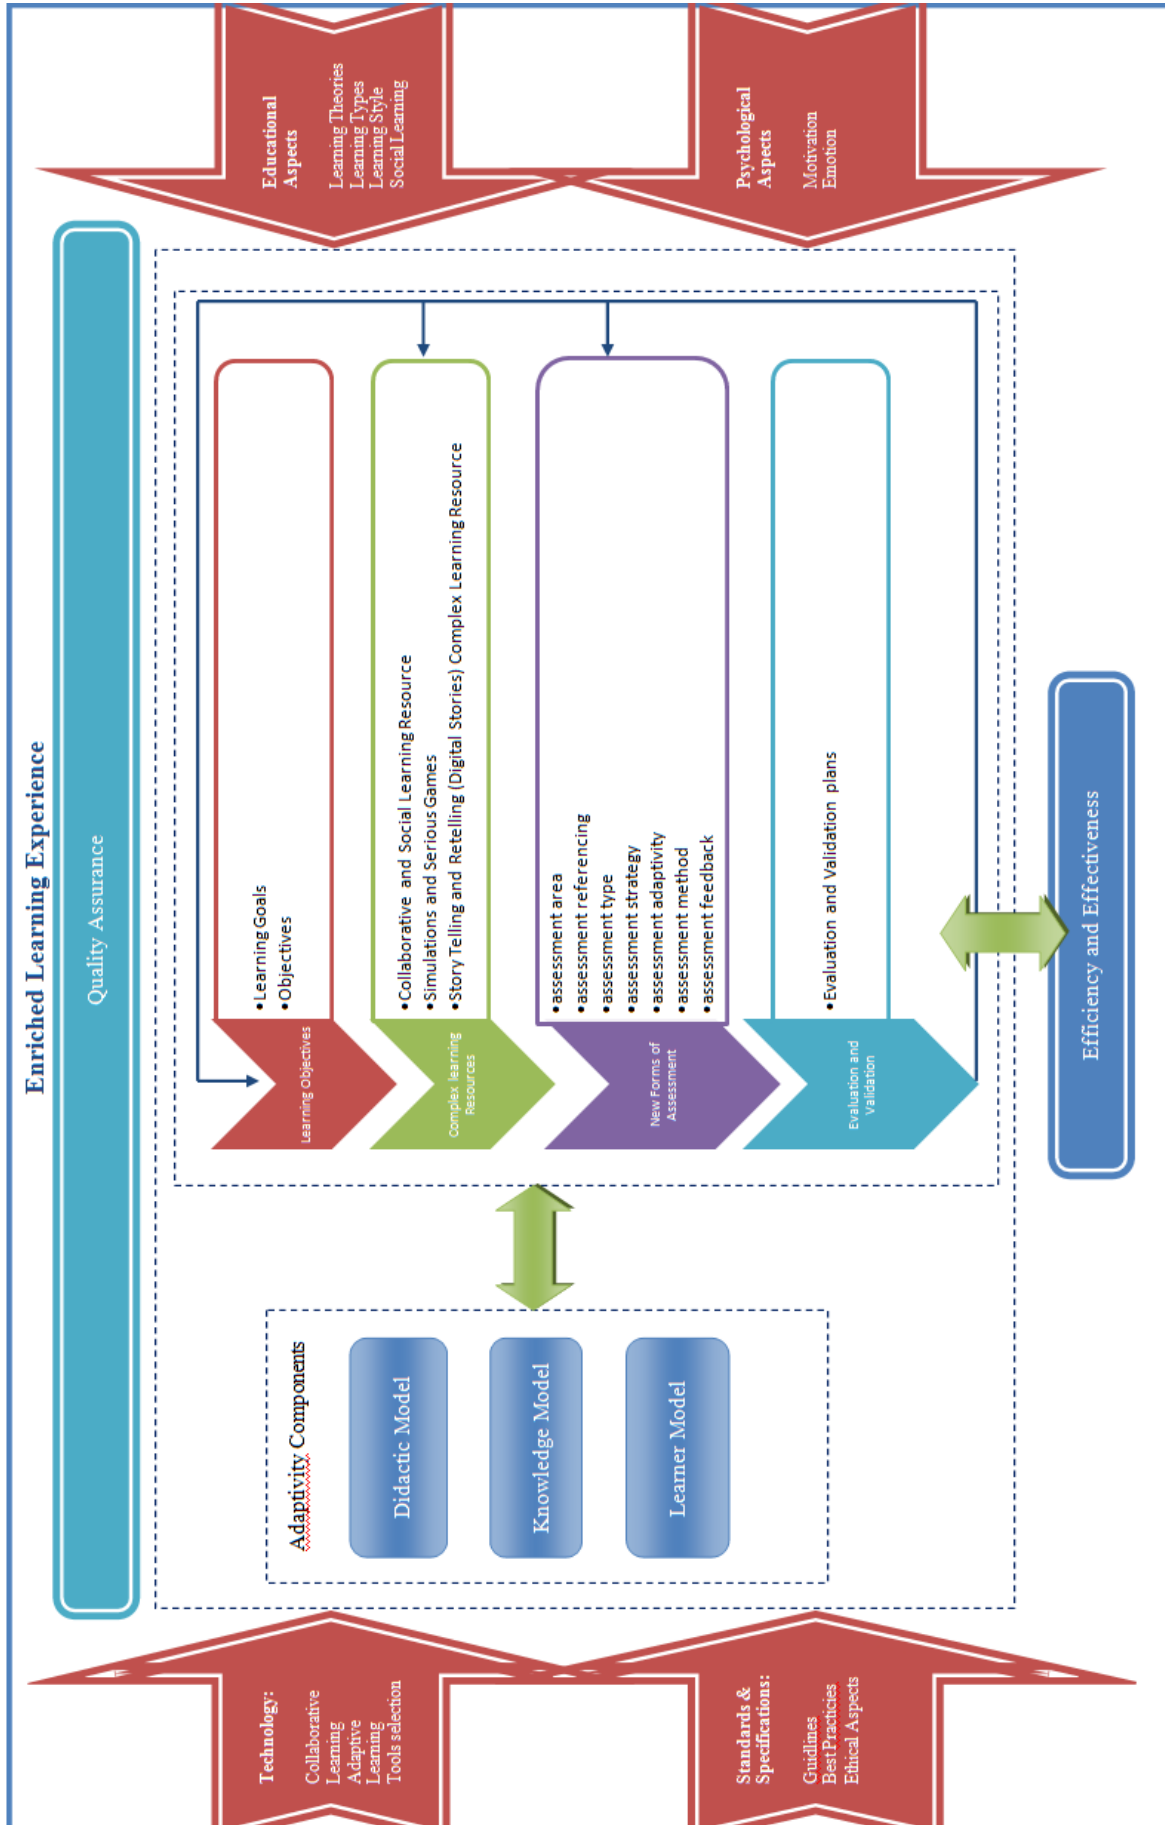 Enriched Learning Experience
Quality Assurance
Technology:
Collaborative
Learning
Adaptive
Learning
Tools selection
Standards &
Specifications:
Guidlines
Best Practicies
Ethical Aspects
Adaptivity Components
Didactic Model
Knowledge Model
Learner Model
Learning Objectives
•Learning Goals
•Objectives
Complex learning
Resources
•Collaborative and Social Learning Resource
•Simulations and Serious Games
•Story Telling and Retelling (Digital Stories) Complex Learning Resource
New Forms of
Assessment
•assessment area
•assessment referencing
•assessment type
•assessment strategy
•assessment adaptivity
•assessment method
•assessment feedback
Evaluation and
Validation
•Evaluation and Validation plans
Educational
Aspects
Learning Theories
Learning Types
Learning Style
Social Learning
Psychological
Aspects
Motivation
Emotion
Efficiency and Effectiveness